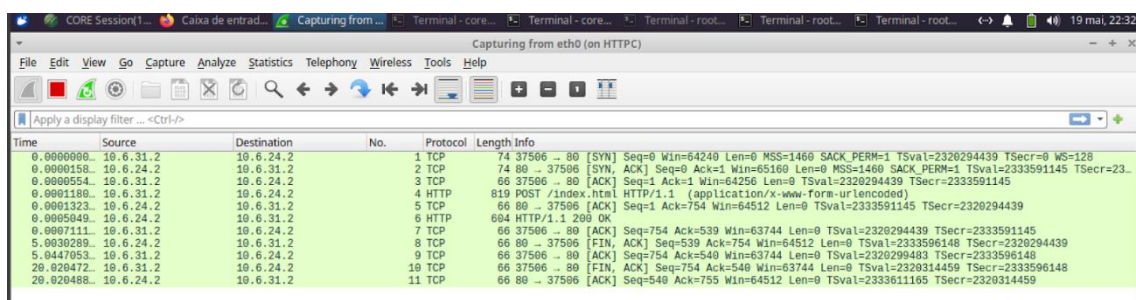 CORE Session(1... Caixa de entrad... Capturing from ... Terminal - core... Terminal - core... Terminal - root... Terminal - root... Terminal - root... 19 mai, 22:32
Capturing from eth0 (on HTTPC)
File Edit View Go Capture Analyze Statistics Telephony Wireless Tools Help
Apply a display filter ... <Ctrl-/>
Time Source Destination No. Protocol Length Info
0.0000000… 10.6.31.2 10.6.24.2 1 TCP 74 37506 → 80 [SYN] Seq=0 Win=64240 Len=0 MSS=1460 SACK_PERM=1 TSval=2320294439 TSecr=0 WS=128
0.0000158… 10.6.24.2 10.6.31.2 2 TCP 74 80 → 37506 [SYN, ACK] Seq=0 Ack=1 Win=65160 Len=0 MSS=1460 SACK_PERM=1 TSval=2333591145 TSecr=23…
0.0000554… 10.6.31.2 10.6.24.2 3 TCP 66 37506 → 80 [ACK] Seq=1 Ack=1 Win=64256 Len=0 TSval=2320294439 TSecr=2333591145
0.0001180… 10.6.31.2 10.6.24.2 4 HTTP 819 POST /index.html HTTP/1.1 (application/x-www-form-urlencoded)
0.0001323… 10.6.24.2 10.6.31.2 5 TCP 66 80 → 37506 [ACK] Seq=1 Ack=754 Win=64512 Len=0 TSval=2333591145 TSecr=2320294439
0.0005049… 10.6.24.2 10.6.31.2 6 HTTP 604 HTTP/1.1 200 OK
0.0007111… 10.6.31.2 10.6.24.2 7 TCP 66 37506 → 80 [ACK] Seq=754 Ack=539 Win=63744 Len=0 TSval=2320294439 TSecr=2333591145
5.0030289… 10.6.24.2 10.6.31.2 8 TCP 66 80 → 37506 [FIN, ACK] Seq=539 Ack=754 Win=64512 Len=0 TSval=2333596148 TSecr=2320294439
5.0447053… 10.6.31.2 10.6.24.2 9 TCP 66 37506 → 80 [ACK] Seq=754 Ack=540 Win=63744 Len=0 TSval=2320299483 TSecr=2333596148
20.020472… 10.6.31.2 10.6.24.2 10 TCP 66 37506 → 80 [FIN, ACK] Seq=754 Ack=540 Win=63744 Len=0 TSval=2320314459 TSecr=2333596148
20.020488… 10.6.24.2 10.6.31.2 11 TCP 66 80 → 37506 [ACK] Seq=540 Ack=755 Win=64512 Len=0 TSval=2333611165 TSecr=2320314459